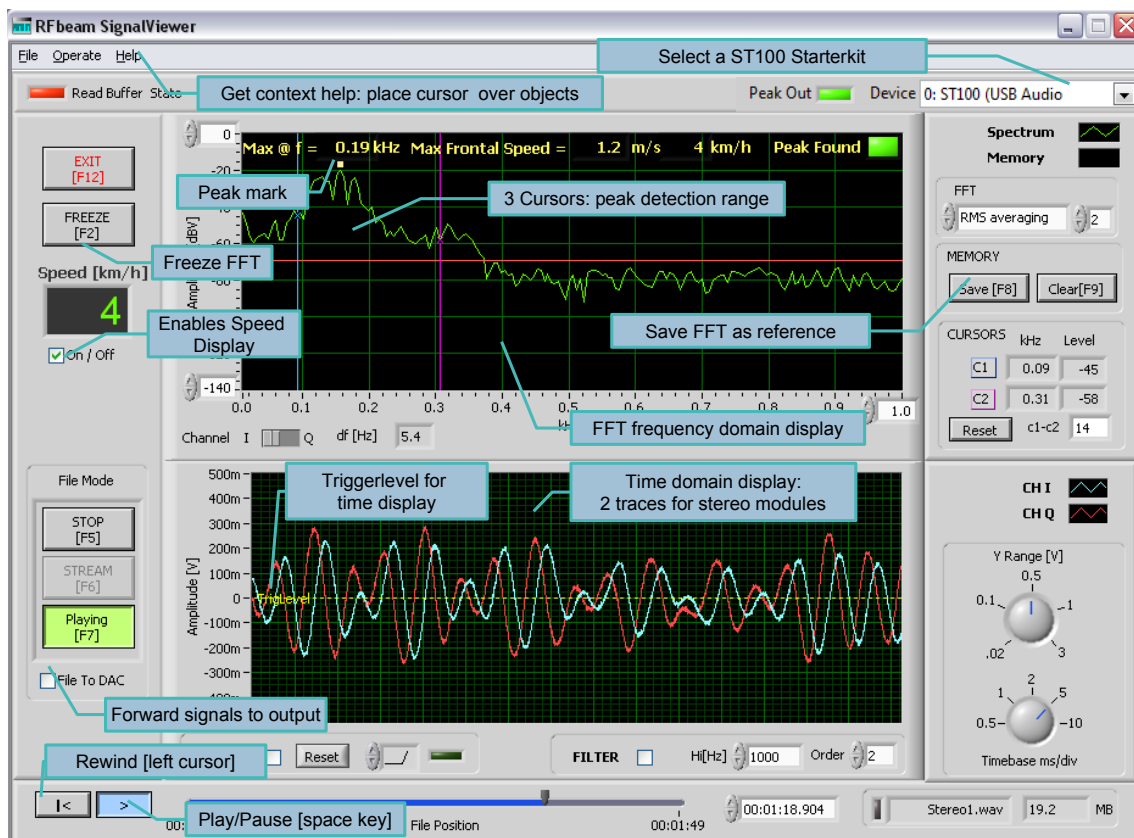 RFbeam SignalViewer
File Operate Help
Select a ST100 Starterkit
Read Buffer State
Get context help: place cursor over objects
Peak Out
Device
0: ST100 (USB Audio
EXIT
[F12]
FREEZE
[F2]
Freeze FFT
Speed [km/h]
4
Enables Speed
Display
On / Off
0
Max @ f = 0.19 kHz Max Frontal Speed = 1.2 m/s 4 km/h Peak Found
0
-20
Peak mark
3 Cursors: peak detection range
-60
-80
-140
-140
0.0 0.1 0.2 0.3 0.4 0.5 0.6 0.7 0.8 0.9
1.0
FFT frequency domain display
Channel I Q df [Hz] 5.4
Spectrum
Memory
FFT
RMS averaging
2
MEMORY
Save [F8]
Clear[F9]
Save FFT as reference
CURSORS kHz Level
C1 0.09 -45
C2 0.31 -58
Reset c1-c2 14
File Mode
STOP
[F5]
STREAM
[F6]
Playing
[F7]
File To DAC
Forward signals to output
Amplitude [V]
500m
400m
300m
200m
100m
0
-100m
-200m
-300m
TrigLevel
Triggerlevel for
time display
Time domain display:
2 traces for stereo modules
CH I
CH Q
Y Range [V]
0.5
0.1
1
.02
3
2
1
5
0.5
10
Timebase ms/div
Reset
FILTER
Hi[Hz] 1000 Order 2
Rewind [left cursor]
|<
>
Play/Pause [space key]
File Position
00:01:49
00:01:18.904
Stereo1.wav
19.2
MB